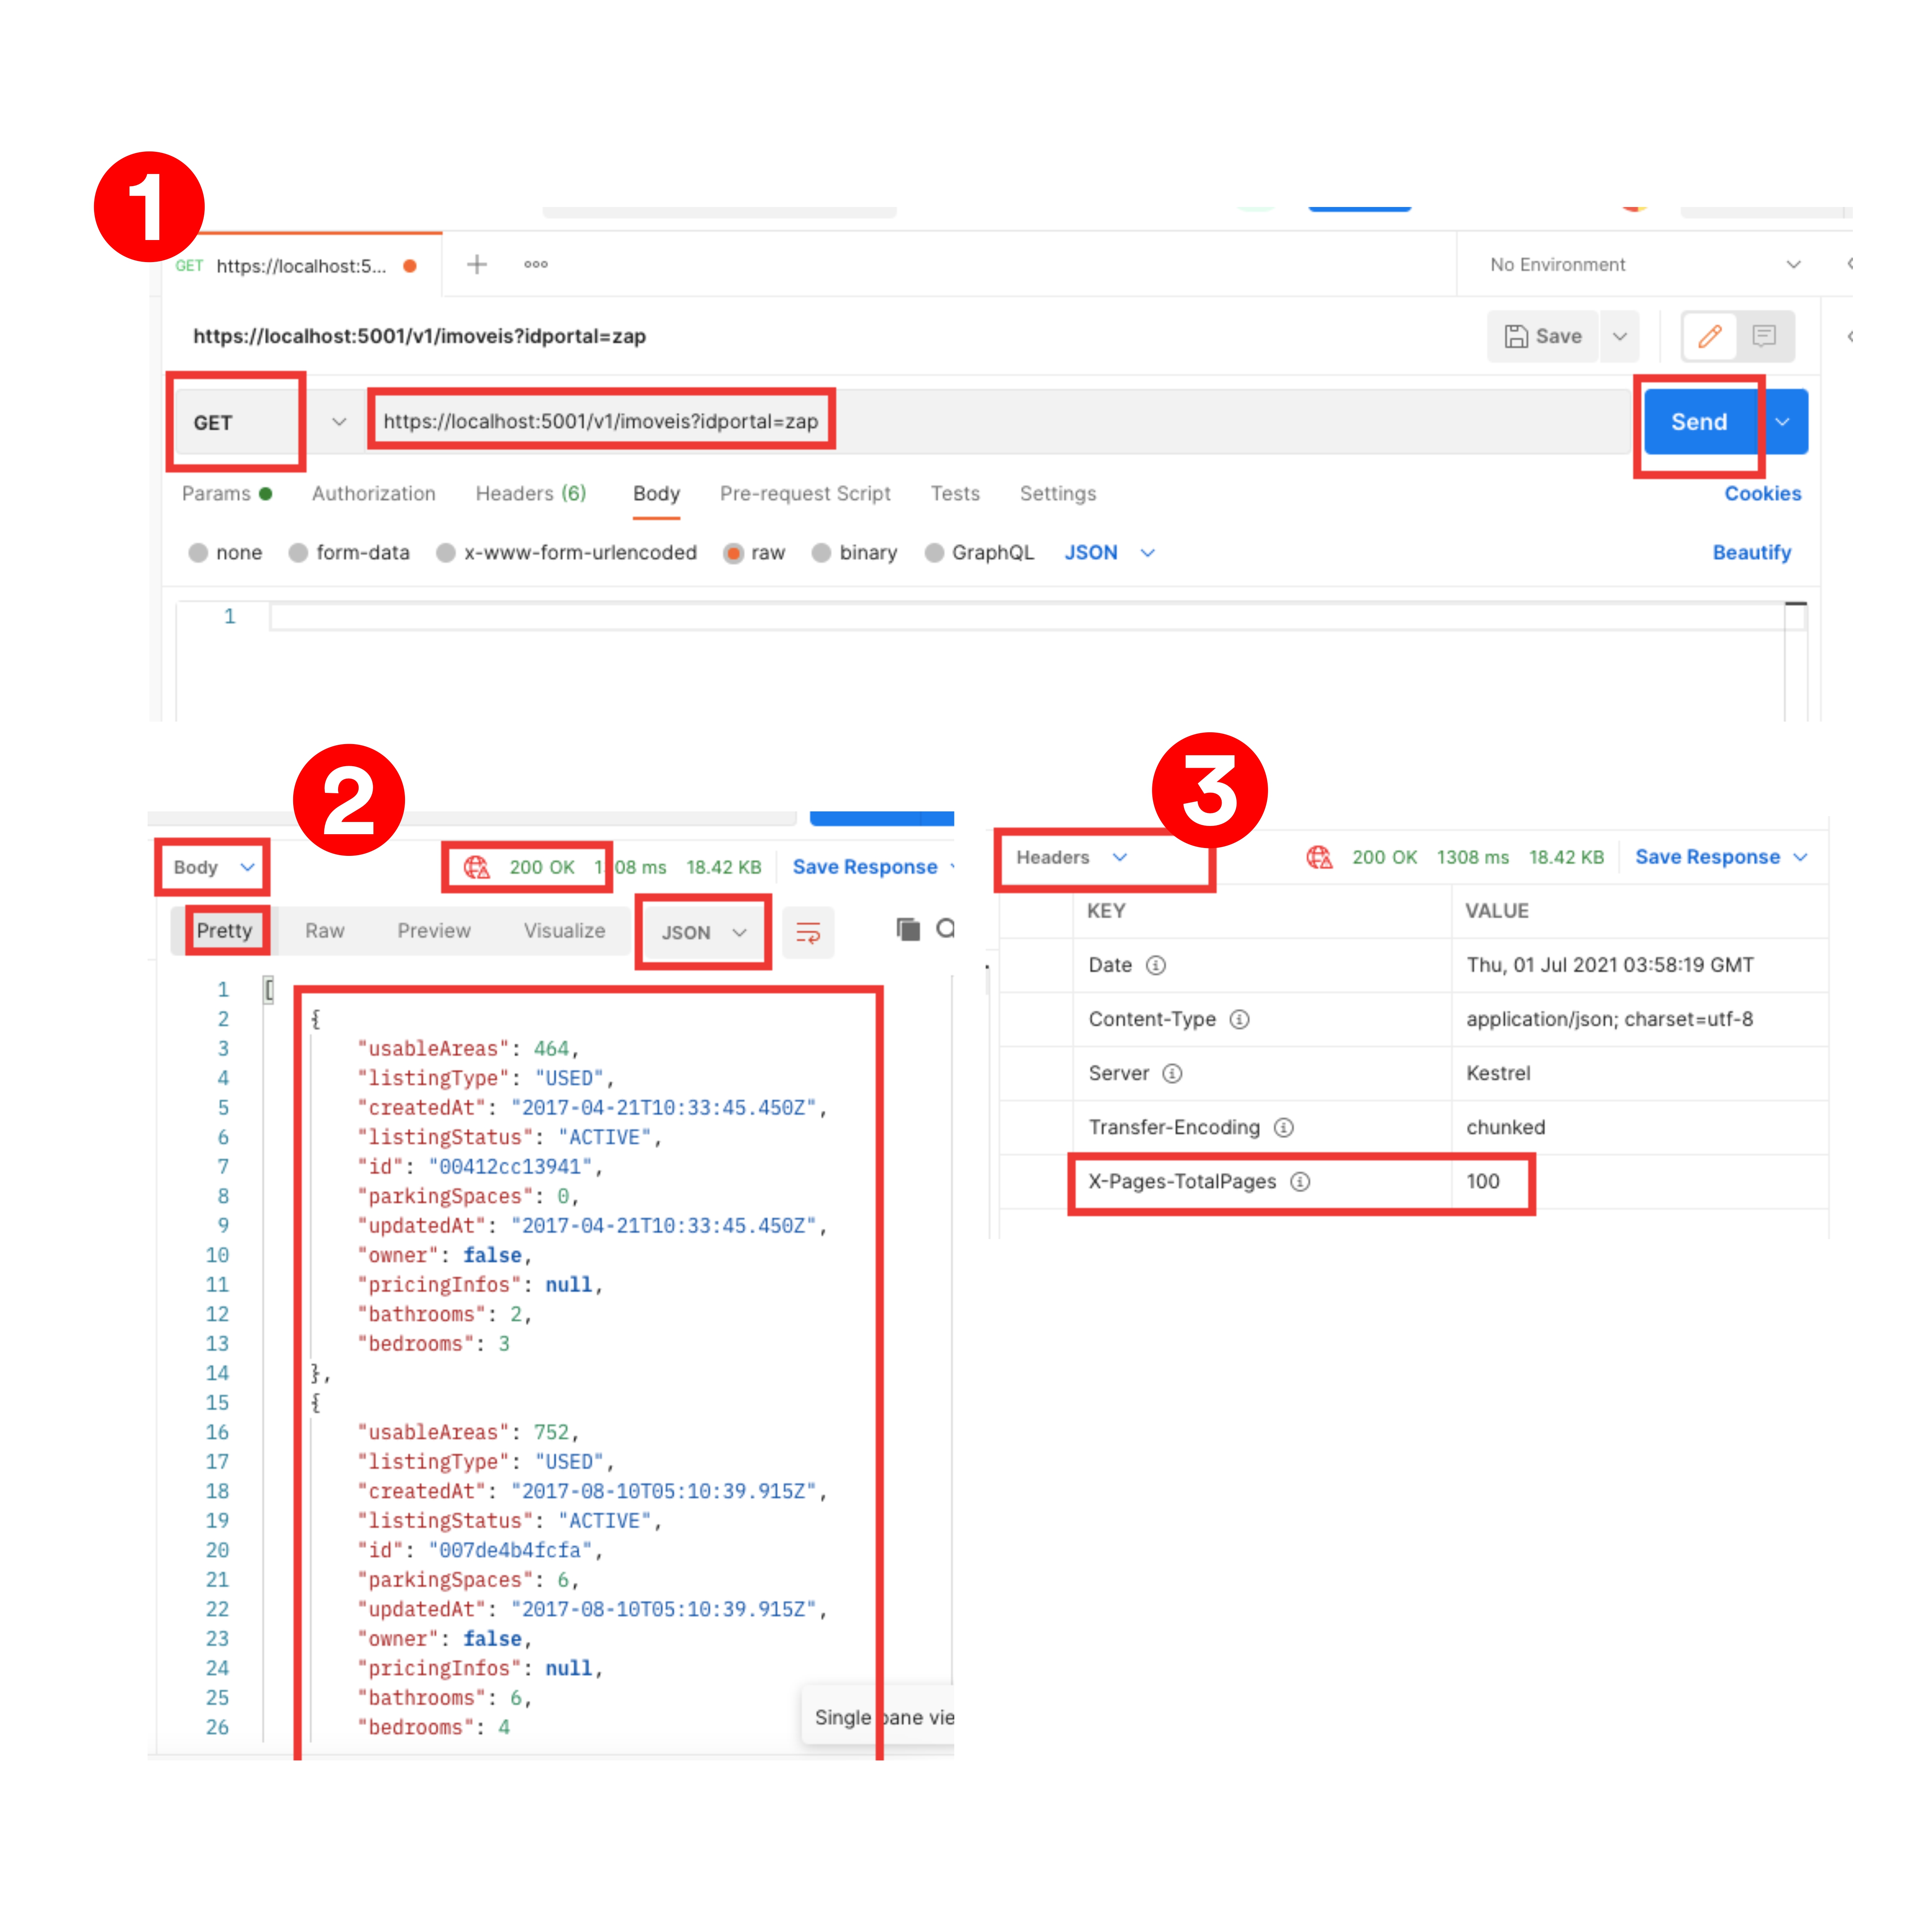 1
GET https://localhost:5...
No Environment
https://localhost:5001/v1/imoveis?idportal=zap
Save
GET
https://localhost:5001/v1/imoveis?idportal=zap
Send
Params Authorization Headers (6) Body Pre-request Script Tests Settings Cookies
none form-data x-www-form-urlencoded raw binary GraphQL JSON Beautify
1
2
Body 200 OK 1308 ms 18.42 KB Save Response
Pretty Raw Preview Visualize JSON
1 [
2 {
3 "usableAreas": 464,
4 "listingType": "USED",
5 "createdAt": "2017-04-21T10:33:45.450Z",
6 "listingStatus": "ACTIVE",
7 "id": "00412cc13941",
8 "parkingSpaces": 0,
9 "updatedAt": "2017-04-21T10:33:45.450Z",
10 "owner": false,
11 "pricingInfos": null,
12 "bathrooms": 2,
13 "bedrooms": 3
14 },
15 {
16 "usableAreas": 752,
17 "listingType": "USED",
18 "createdAt": "2017-08-10T05:10:39.915Z",
19 "listingStatus": "ACTIVE",
20 "id": "007de4b4fcfa",
21 "parkingSpaces": 6,
22 "updatedAt": "2017-08-10T05:10:39.915Z",
23 "owner": false,
24 "pricingInfos": null,
25 "bathrooms": 6,
26 "bedrooms": 4
Single pane vie
3
Headers 200 OK 1308 ms 18.42 KB Save Response
KEY VALUE
Date Thu, 01 Jul 2021 03:58:19 GMT
Content-Type application/json; charset=utf-8
Server Kestrel
Transfer-Encoding chunked
X-Pages-TotalPages 100